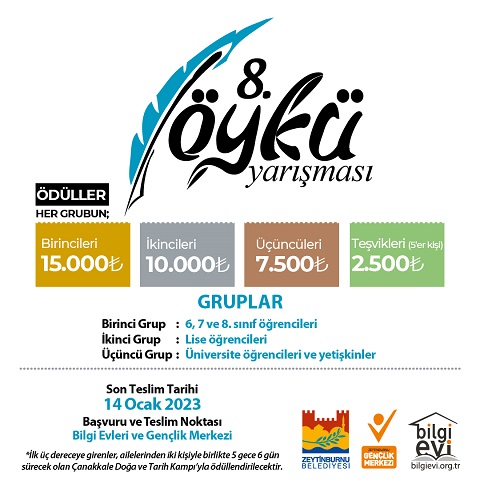 8.
öykü
yarışması
ÖDÜLLER
HER GRUBUN;
Birincileri
15.000₺
İkincileri
10.000₺
Üçüncüleri
7.500₺
Teşvikleri (5'er kişi)
2.500₺
GRUPLAR
Birinci Grup : 6, 7 ve 8. sınıf öğrencileri
İkinci Grup : Lise öğrencileri
Üçüncü Grup : Üniversite öğrencileri ve yetişkinler
Son Teslim Tarihi
14 Ocak 2023
Başvuru ve Teslim Noktası
Bilgi Evleri ve Gençlik Merkezi
*İlk üç dereceye girenler, ailelerinden iki kişiyle birlikte 5 gece 6 gün
sürecek olan Çanakkale Doğa ve Tarih Kampı'yla ödüllendirilecektir.
ZEYTİNBURNU
BELEDİYESİ
ZEYTİNBURNU
GENÇLİK
MERKEZİ
bilgi
evi
bilgievi.org.tr